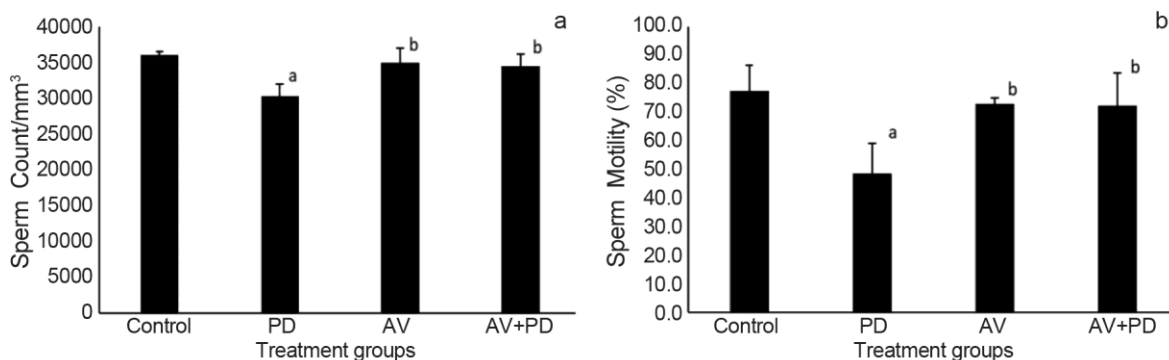 a
40000
35000
30000
25000
20000
15000
10000
5000
0
Sperm Count/mm³
a
b
b
Control PD AV AV+PD
Treatment groups
b
100.0
90.0
80.0
70.0
60.0
50.0
40.0
30.0
20.0
10.0
0.0
Sperm Motility (%)
a
b
b
Control PD AV AV+PD
Treatment groups